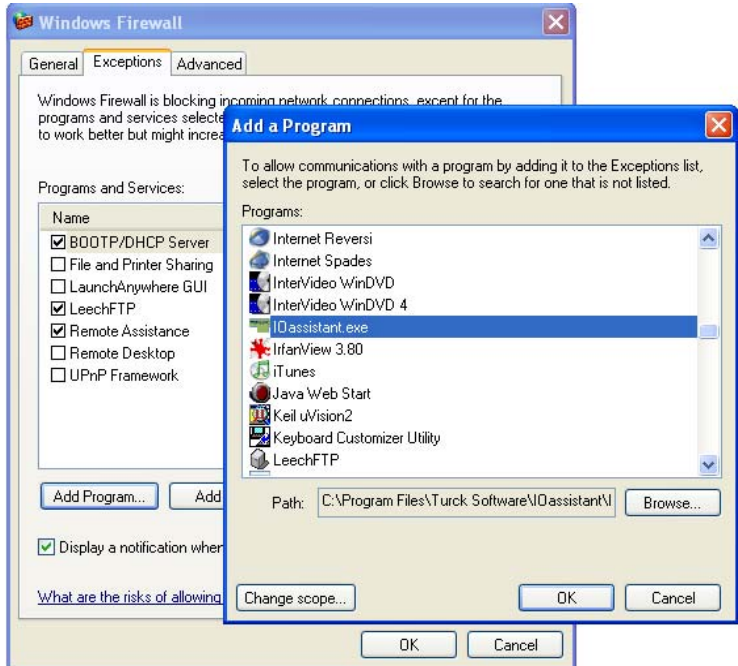 Windows Firewall
General Exceptions Advanced
Windows Firewall is blocking incoming network connections, except for the
programs and services selecte
to work better but might increa
Programs and Services:
Name
BOOTP/DHCP Server
File and Printer Sharing
LaunchAnywhere GUI
LeechFTP
Remote Assistance
Remote Desktop
UPnP Framework
Add Program... Add
Display a notification when
What are the risks of allowing
OK Cancel
Add a Program
To allow communications with a program by adding it to the Exceptions list,
select the program, or click Browse to search for one that is not listed.
Programs:
Internet Reversi
Internet Spades
InterVideo WinDVD
InterVideo WinDVD 4
IOassistant.exe
IrfanView 3.80
iTunes
Java Web Start
Keil uVision2
Keyboard Customizer Utility
LeechFTP
Path: C:\Program Files\Turck Software\IOassistant\I Browse...
Change scope... OK Cancel